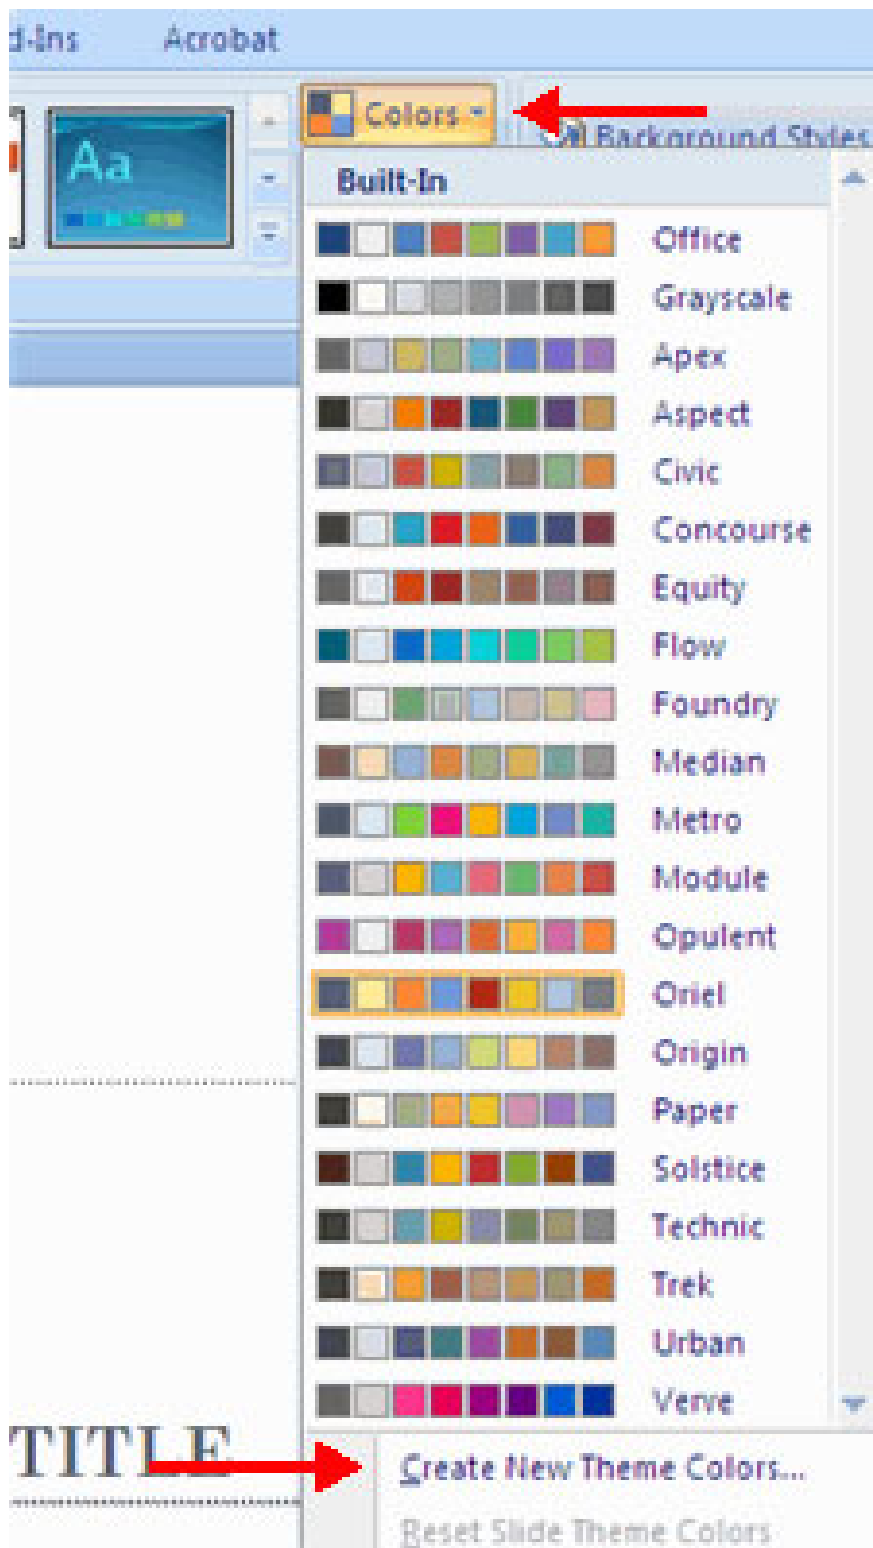 d-Ins Acrobat
Aa
Colors
Background Styles
Built-In
Office
Grayscale
Apex
Aspect
Civic
Concourse
Equity
Flow
Foundry
Median
Metro
Module
Opulent
Oriel
Origin
Paper
Solstice
Technic
Trek
Urban
Verve
TITLE
Create New Theme Colors...
Reset Slide Theme Colors